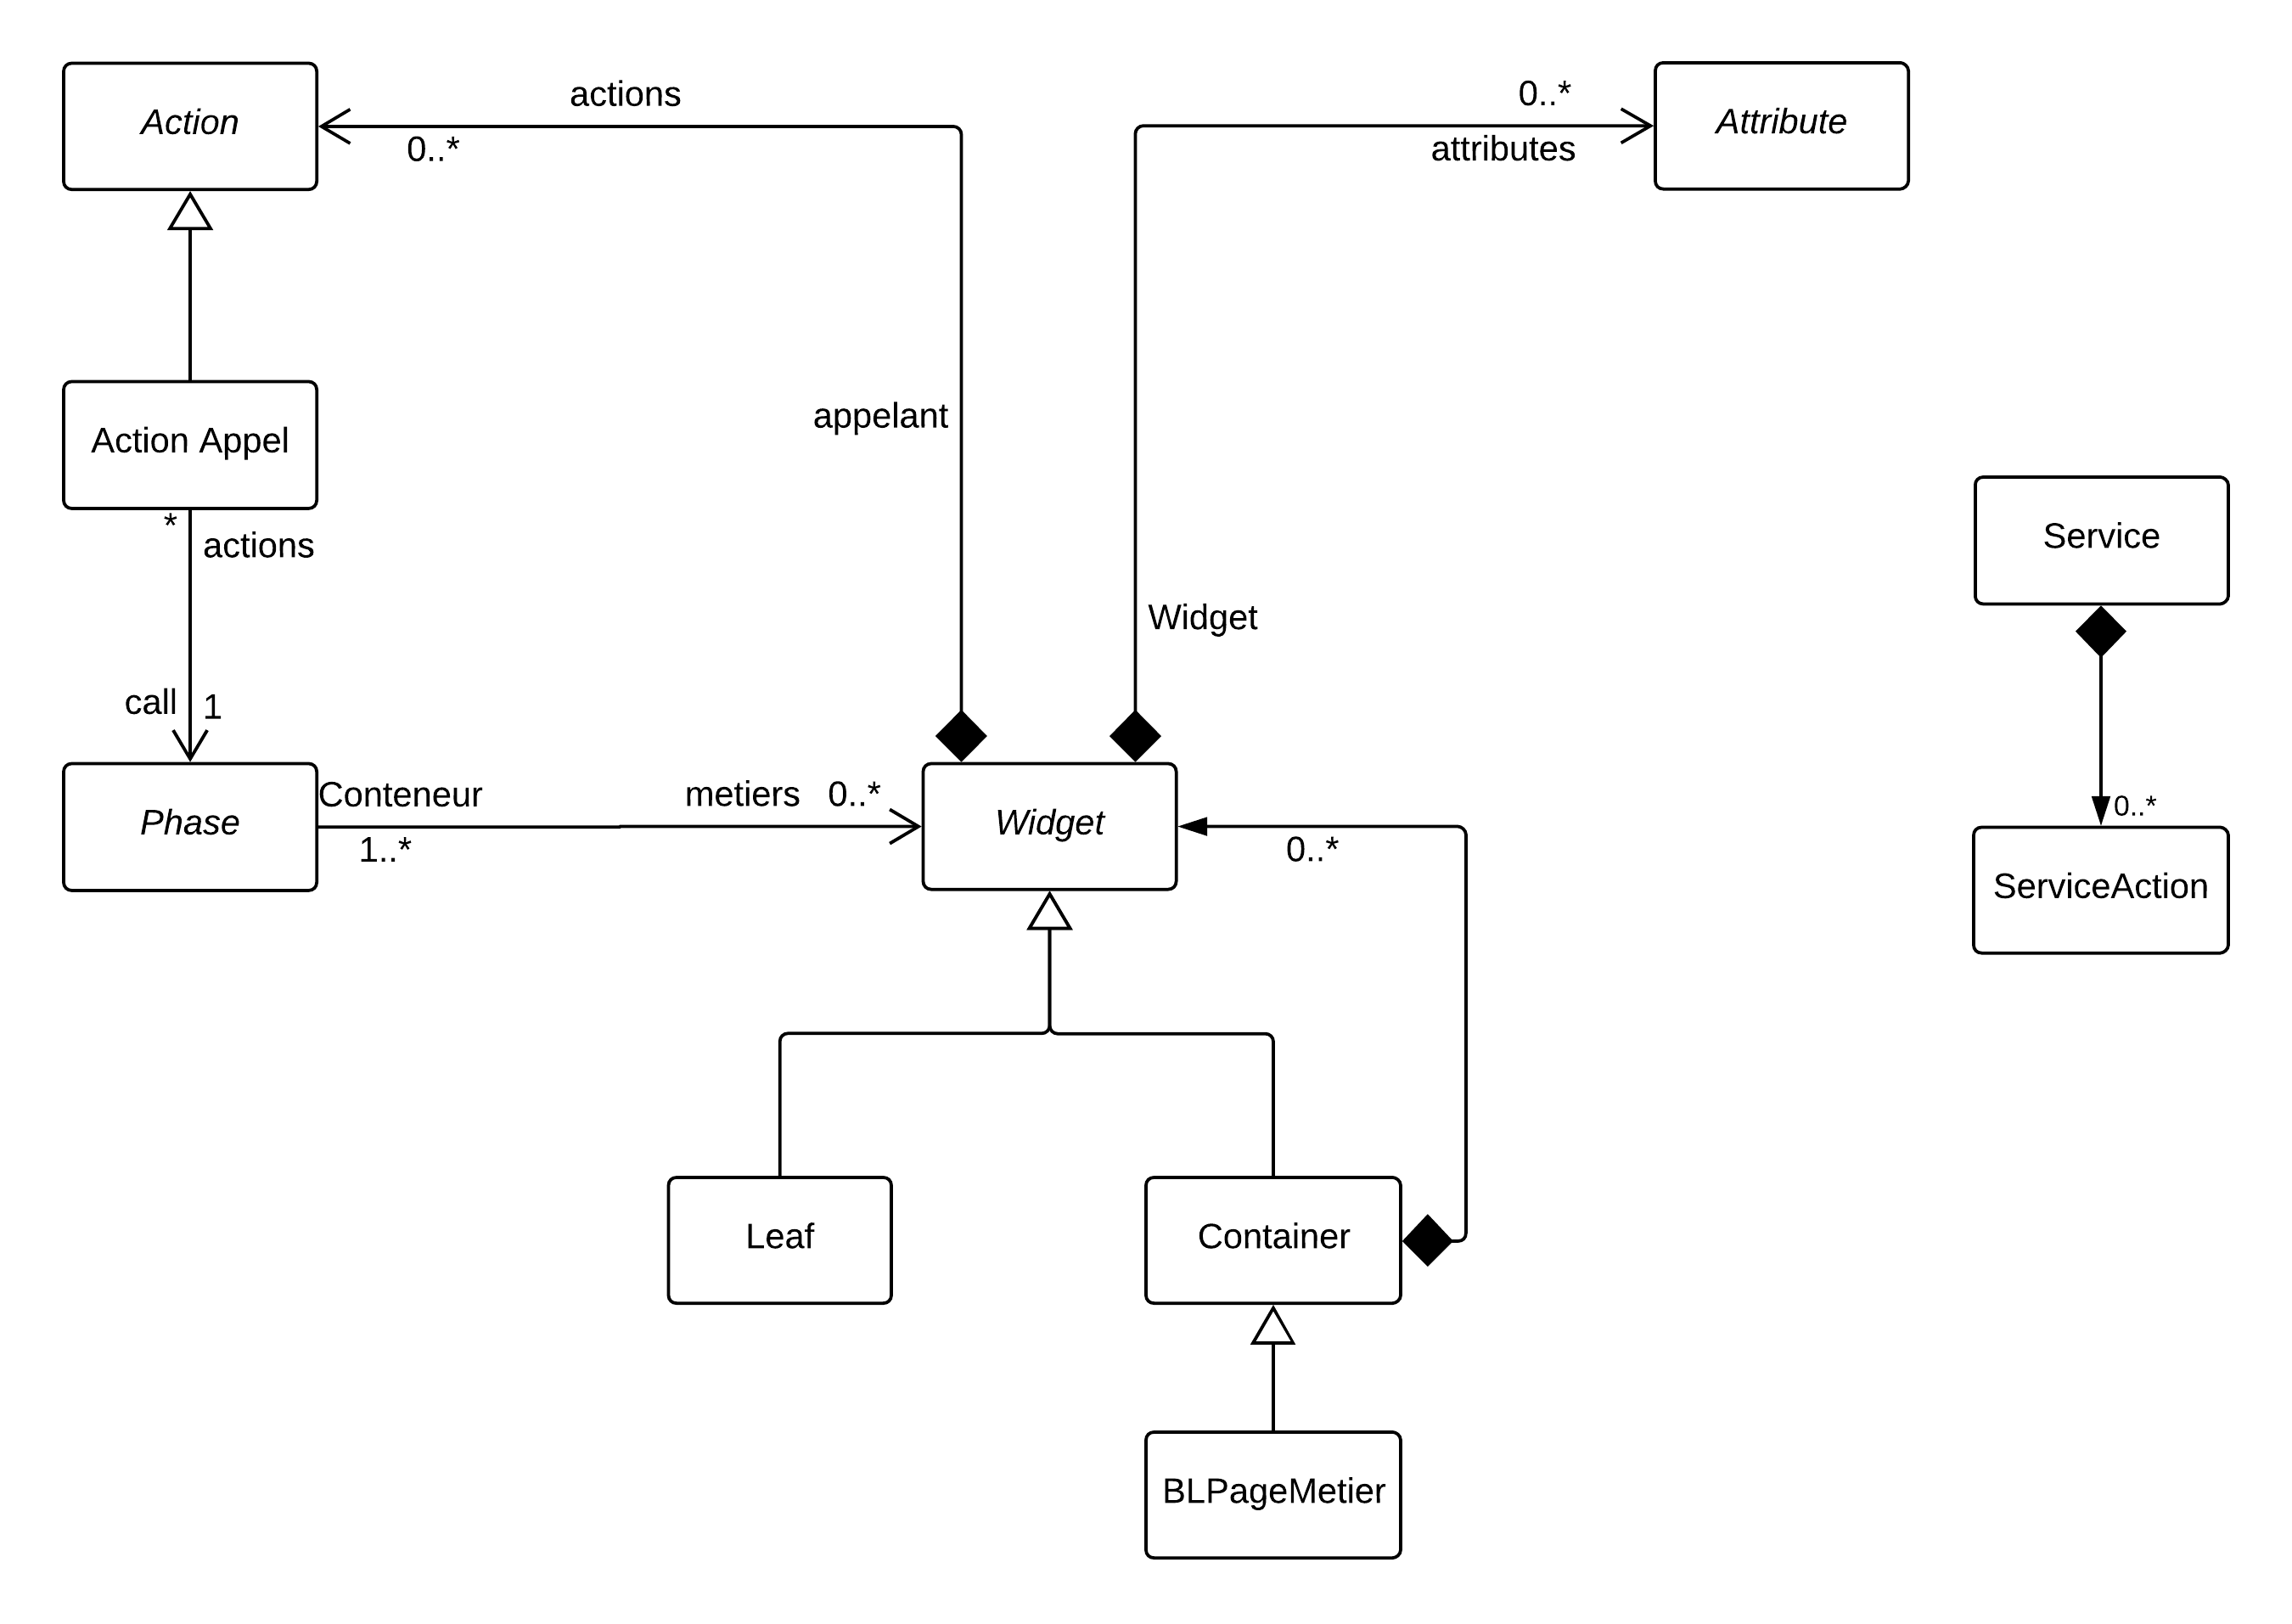 actions
0..*
Action
Attribute
0..*
attributes
appelant
Action Appel
*
actions
Service
Widget
call
1
Conteneur
metiers
0..*
Phase
Widget
1..*
0..*
0..*
ServiceAction
Leaf
Container
BLPageMetier